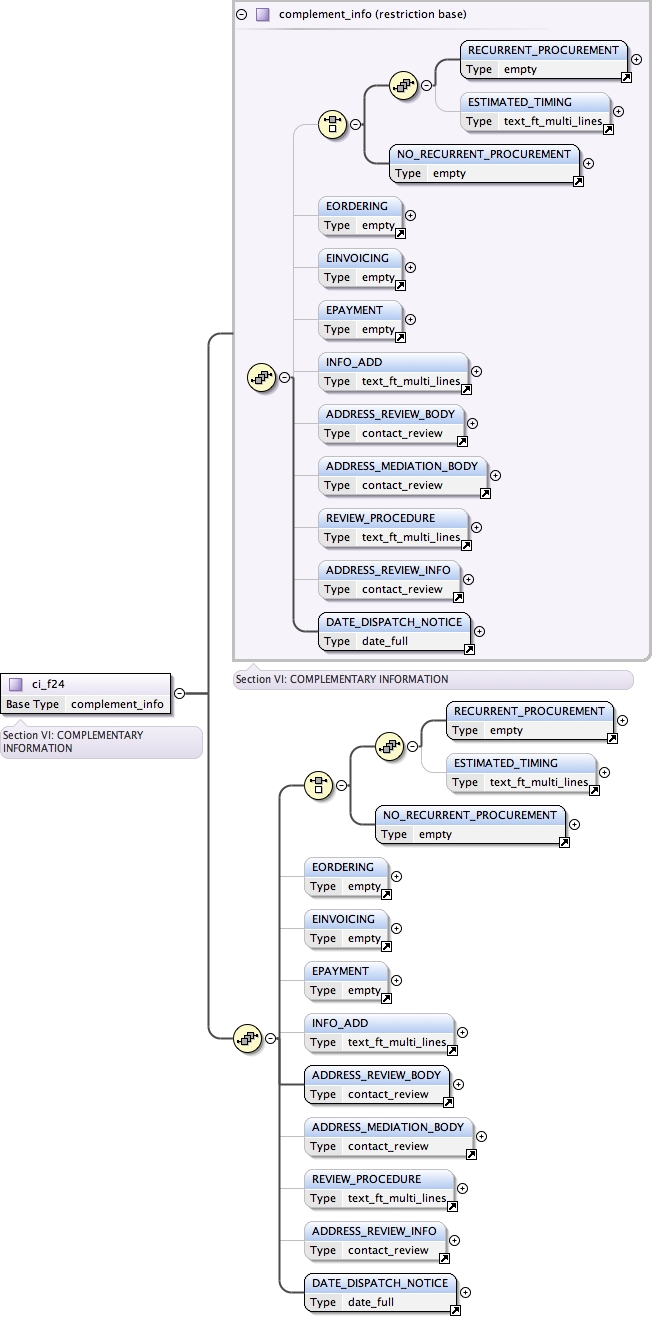 complement_info (restriction base)
RECURRENT_PROCUREMENT
Type empty
ESTIMATED_TIMING
Type text_ft_multi_lines
NO_RECURRENT_PROCUREMENT
Type empty
EORDERING
Type empty
EINVOICING
Type empty
EPAYMENT
Type empty
INFO_ADD
Type text_ft_multi_lines
ADDRESS_REVIEW_BODY
Type contact_review
ADDRESS_MEDIATION_BODY
Type contact_review
REVIEW_PROCEDURE
Type text_ft_multi_lines
ADDRESS_REVIEW_INFO
Type contact_review
DATE_DISPATCH_NOTICE
Type date_full
Section VI: COMPLEMENTARY INFORMATION
ci_f24
Base Type complement_info
Section VI: COMPLEMENTARY
INFORMATION
RECURRENT_PROCUREMENT
Type empty
ESTIMATED_TIMING
Type text_ft_multi_lines
NO_RECURRENT_PROCUREMENT
Type empty
EORDERING
Type empty
EINVOICING
Type empty
EPAYMENT
Type empty
INFO_ADD
Type text_ft_multi_lines
ADDRESS_REVIEW_BODY
Type contact_review
ADDRESS_MEDIATION_BODY
Type contact_review
REVIEW_PROCEDURE
Type text_ft_multi_lines
ADDRESS_REVIEW_INFO
Type contact_review
DATE_DISPATCH_NOTICE
Type date_full